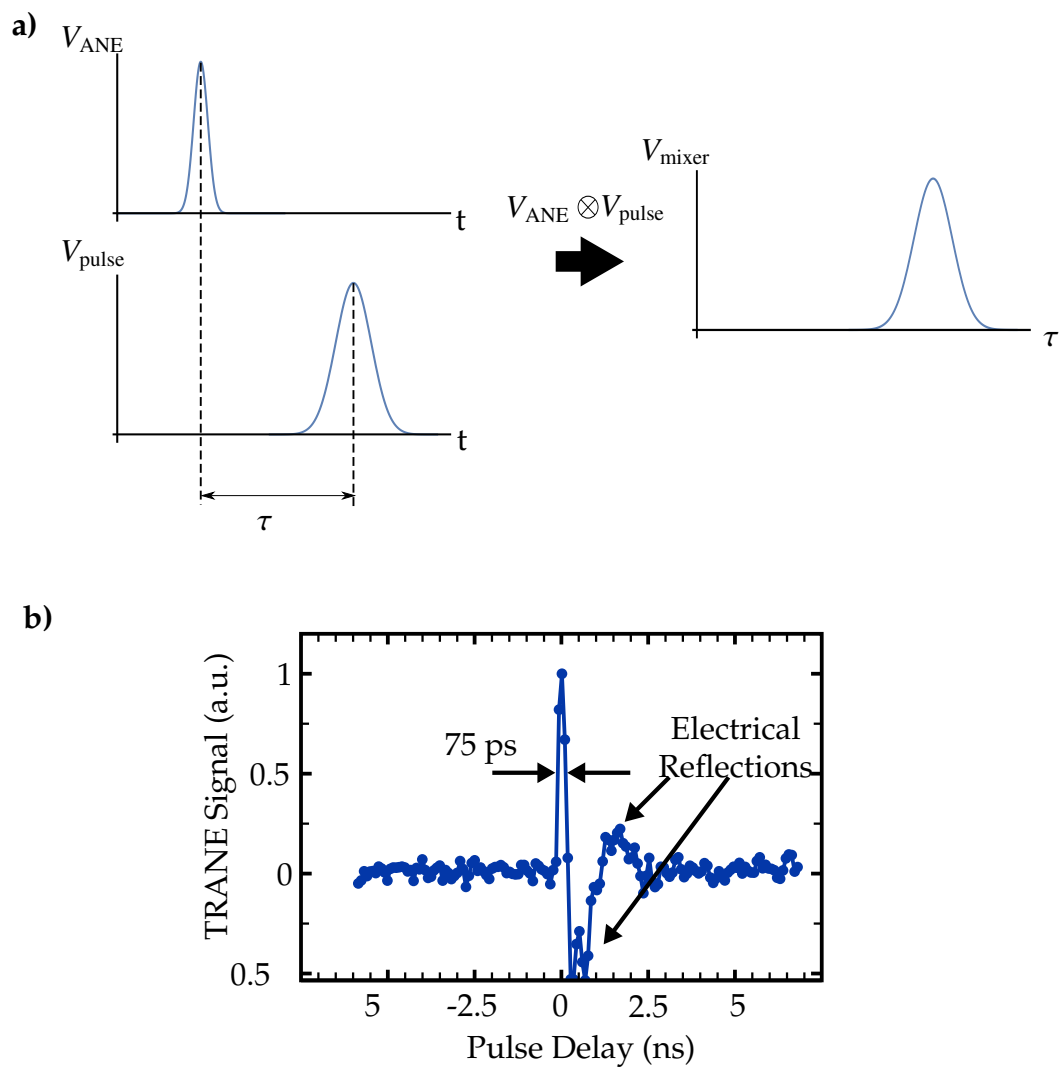 a)
V_ANE
t
V_pulse
t
τ
V_ANE ⊗ V_pulse
V_mixer
τ
b)
TRANE Signal (a.u.)
1
0.5
0
0.5
75 ps
Electrical
Reflections
5
-2.5
0
2.5
5
Pulse Delay (ns)